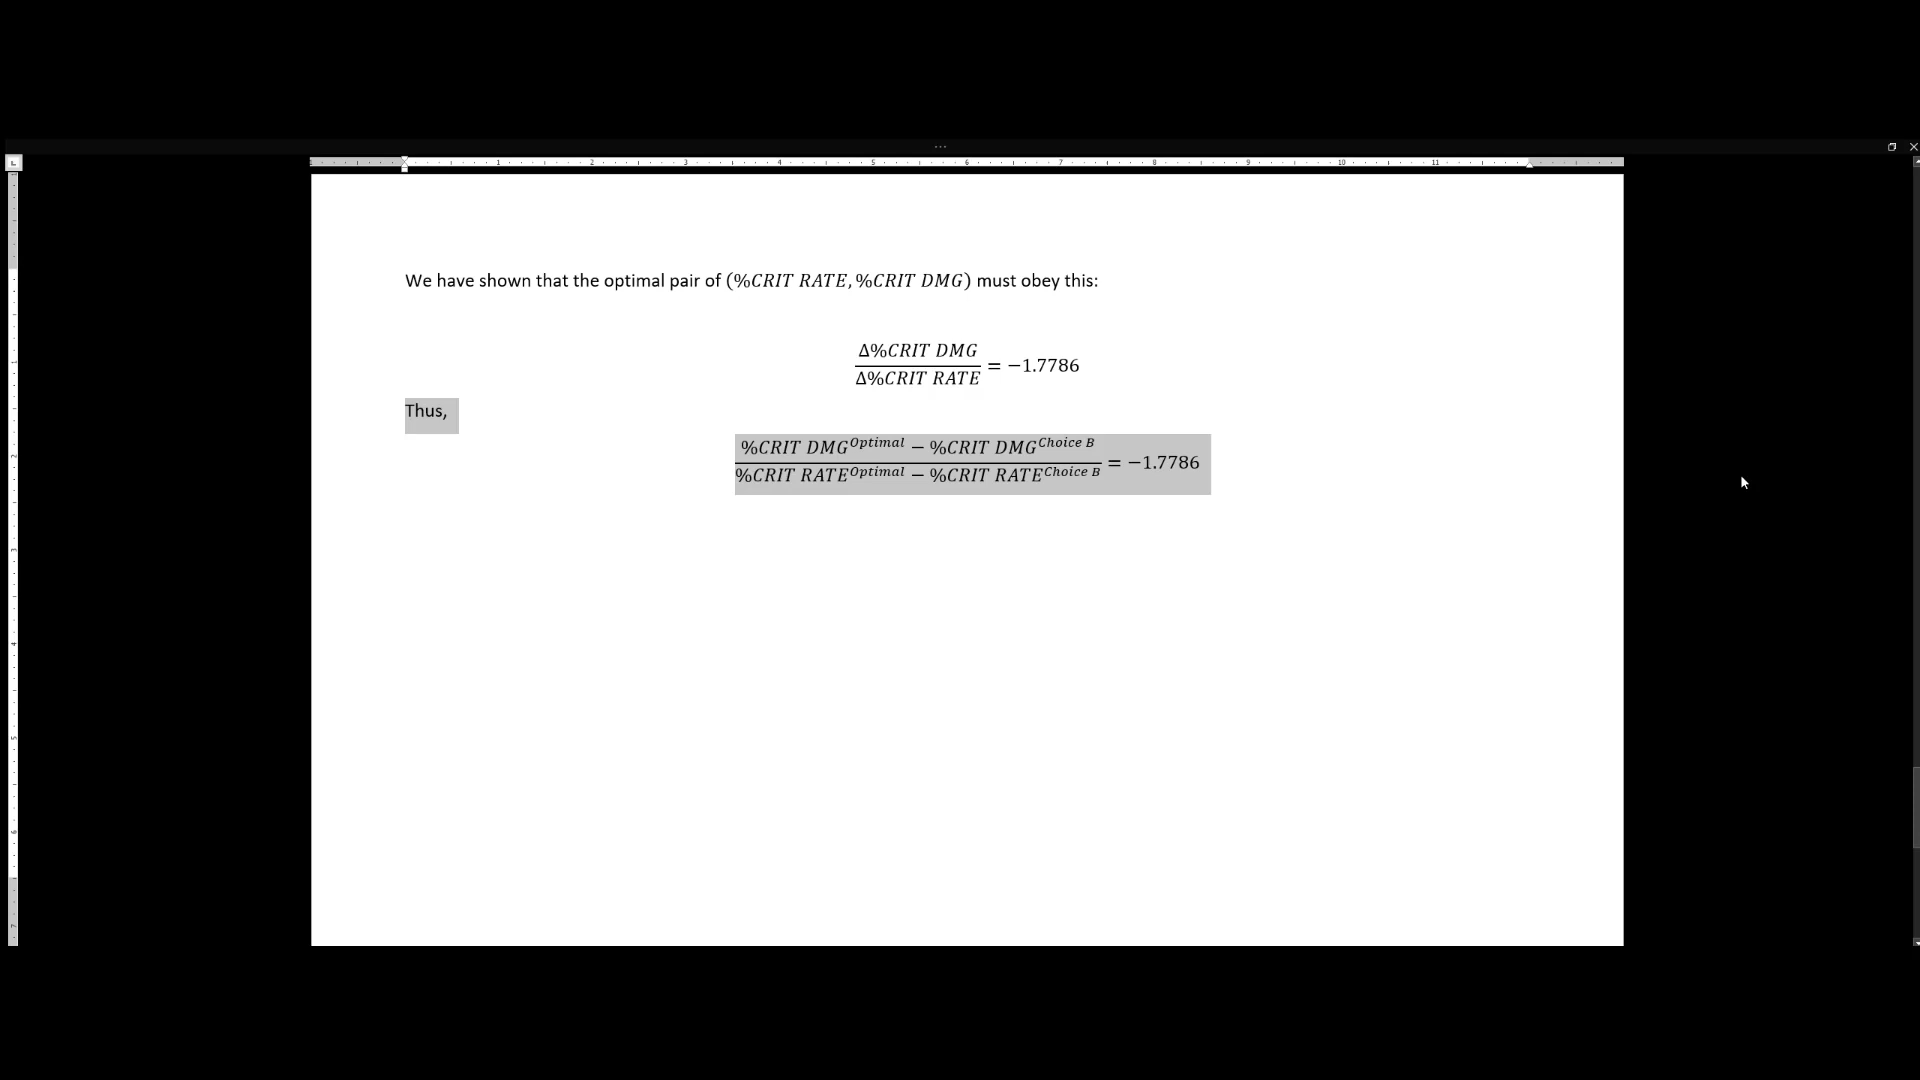 We have shown that the optimal pair of (%CRIT RATE, %CRIT DMG) must obey this:
Δ%CRIT DMG
Δ%CRIT RATE
= −1.7786
Thus,
%CRIT DMG^Optimal − %CRIT DMG^Choice B
%CRIT RATE^Optimal − %CRIT RATE^Choice B
= −1.7786